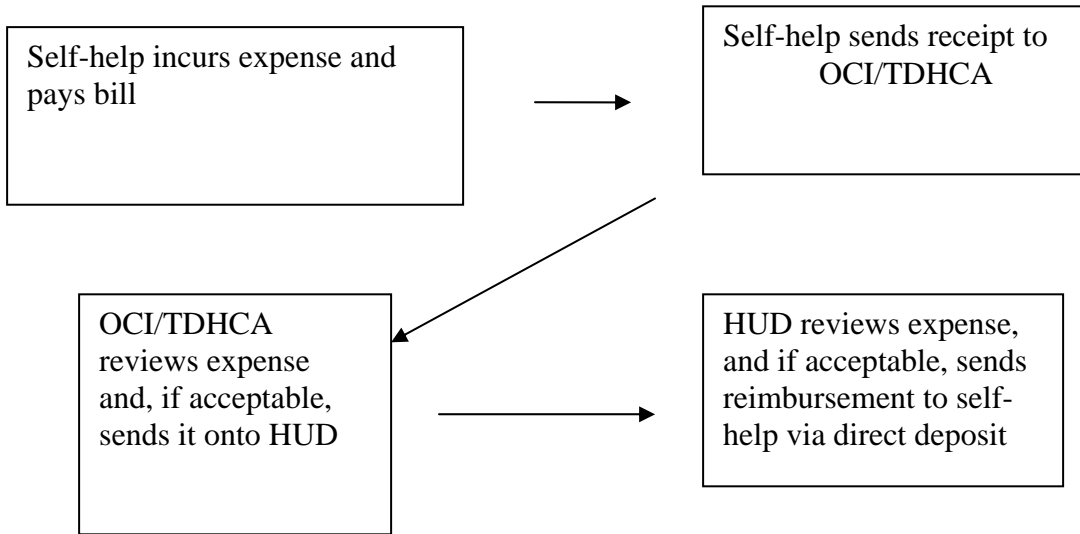 Self-help incurs expense and
pays bill
Self-help sends receipt to
OCI/TDHCA
OCI/TDHCA
reviews expense
and, if acceptable,
sends it onto HUD
HUD reviews expense,
and if acceptable, sends
reimbursement to self-
help via direct deposit